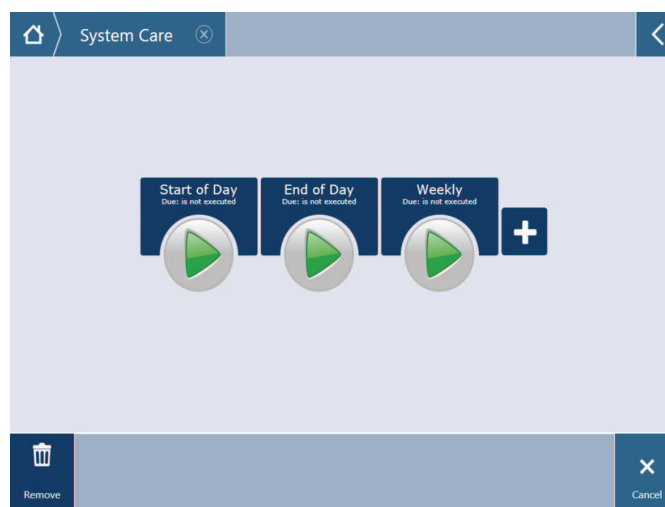 System Care
Start of Day
Due: is not executed
End of Day
Due: is not executed
Weekly
Due: is not executed
Remove
Cancel